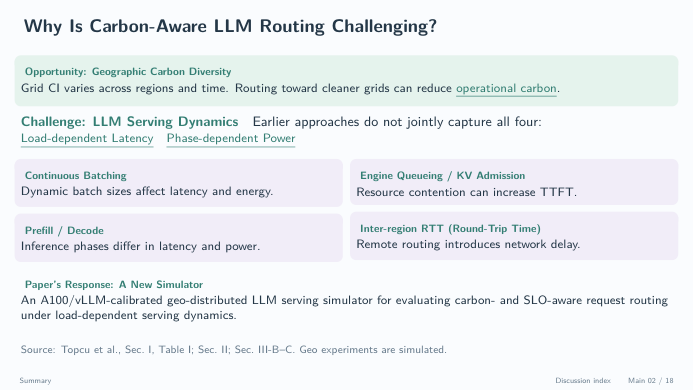 Why Is Carbon-Aware LLM Routing Challenging?
Opportunity: Geographic Carbon Diversity
Grid CI varies across regions and time. Routing toward cleaner grids can reduce operational carbon.
Challenge: LLM Serving Dynamics Earlier approaches do not jointly capture all four:
Load-dependent Latency Phase-dependent Power
Continuous Batching
Dynamic batch sizes affect latency and energy.
Engine Queueing / KV Admission
Resource contention can increase TTFT.
Prefill / Decode
Inference phases differ in latency and power.
Inter-region RTT (Round-Trip Time)
Remote routing introduces network delay.
Paper's Response: A New Simulator
An A100/vLLM-calibrated geo-distributed LLM serving simulator for evaluating carbon- and SLO-aware request routing
under load-dependent serving dynamics.
Source: Topcu et al., Sec. I, Table I; Sec. II; Sec. III-B–C. Geo experiments are simulated.
Summary Discussion index Main 02 / 18